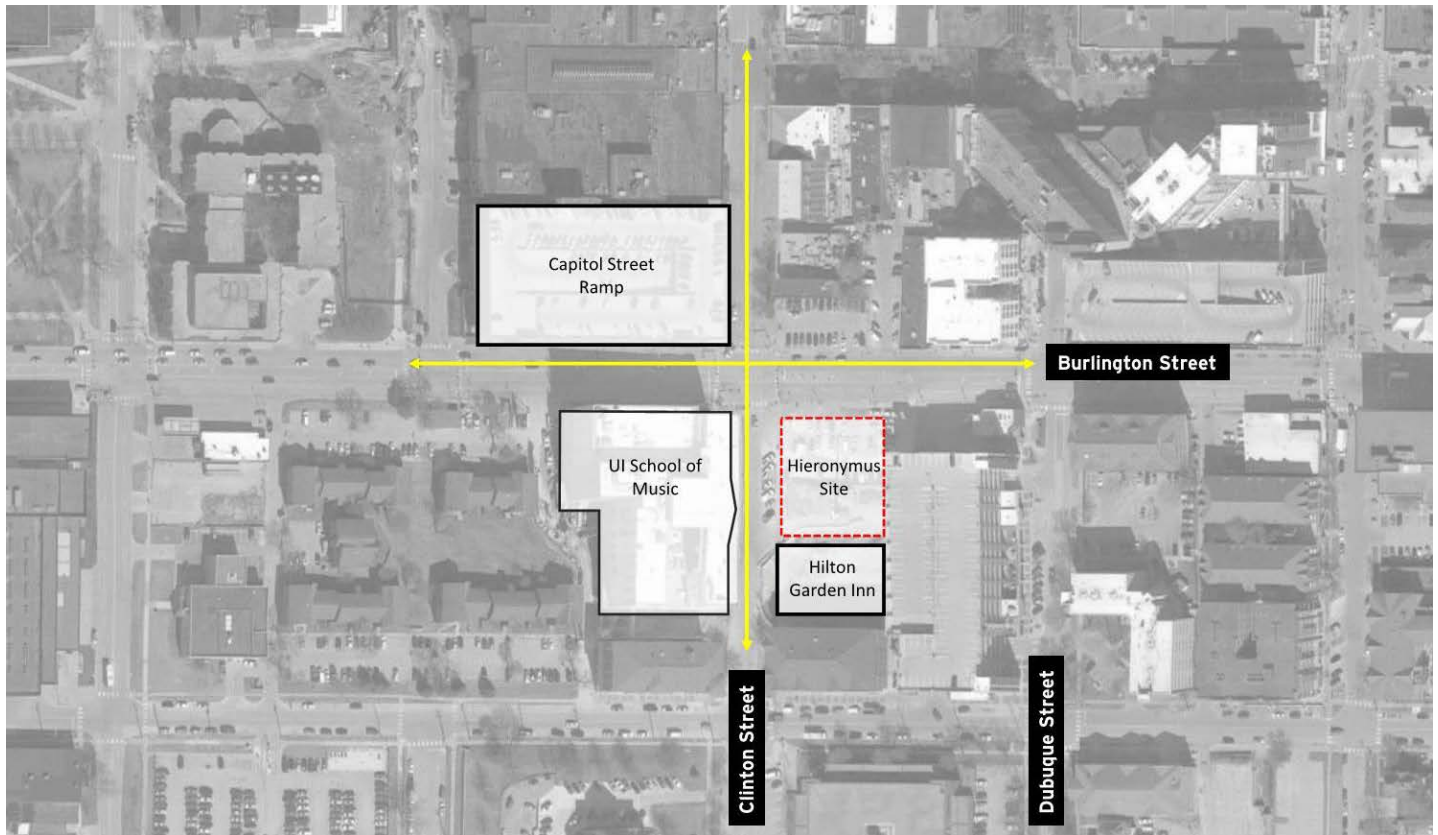 Capitol Street
Ramp
Burlington Street
UI School of
Music
Hieronymus
Site
Hilton
Garden Inn
Clinton Street
Dubuque Street